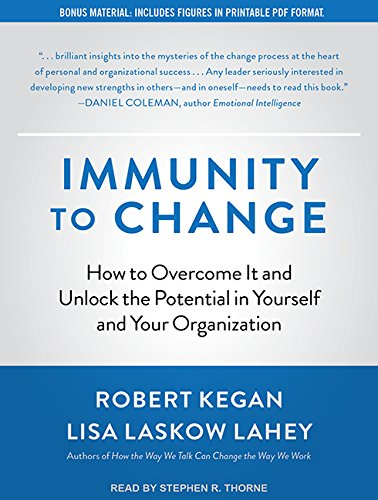 BONUS MATERIAL: INCLUDES FIGURES IN PRINTABLE PDF FORMAT.
“. . . brilliant insights into the mysteries of the change process at the heart
of personal and organizational success . . . Any leader seriously interested in
developing new strengths in others—and in oneself—needs to read this book.”
—DANIEL COLEMAN, author Emotional Intelligence
IMMUNITY
TO CHANGE
How to Overcome It and
Unlock the Potential in Yourself
and Your Organization
ROBERT KEGAN
LISA LASKOW LAHEY
Authors of How the Way We Talk Can Change the Way We Work
READ BY STEPHEN R. THORNE